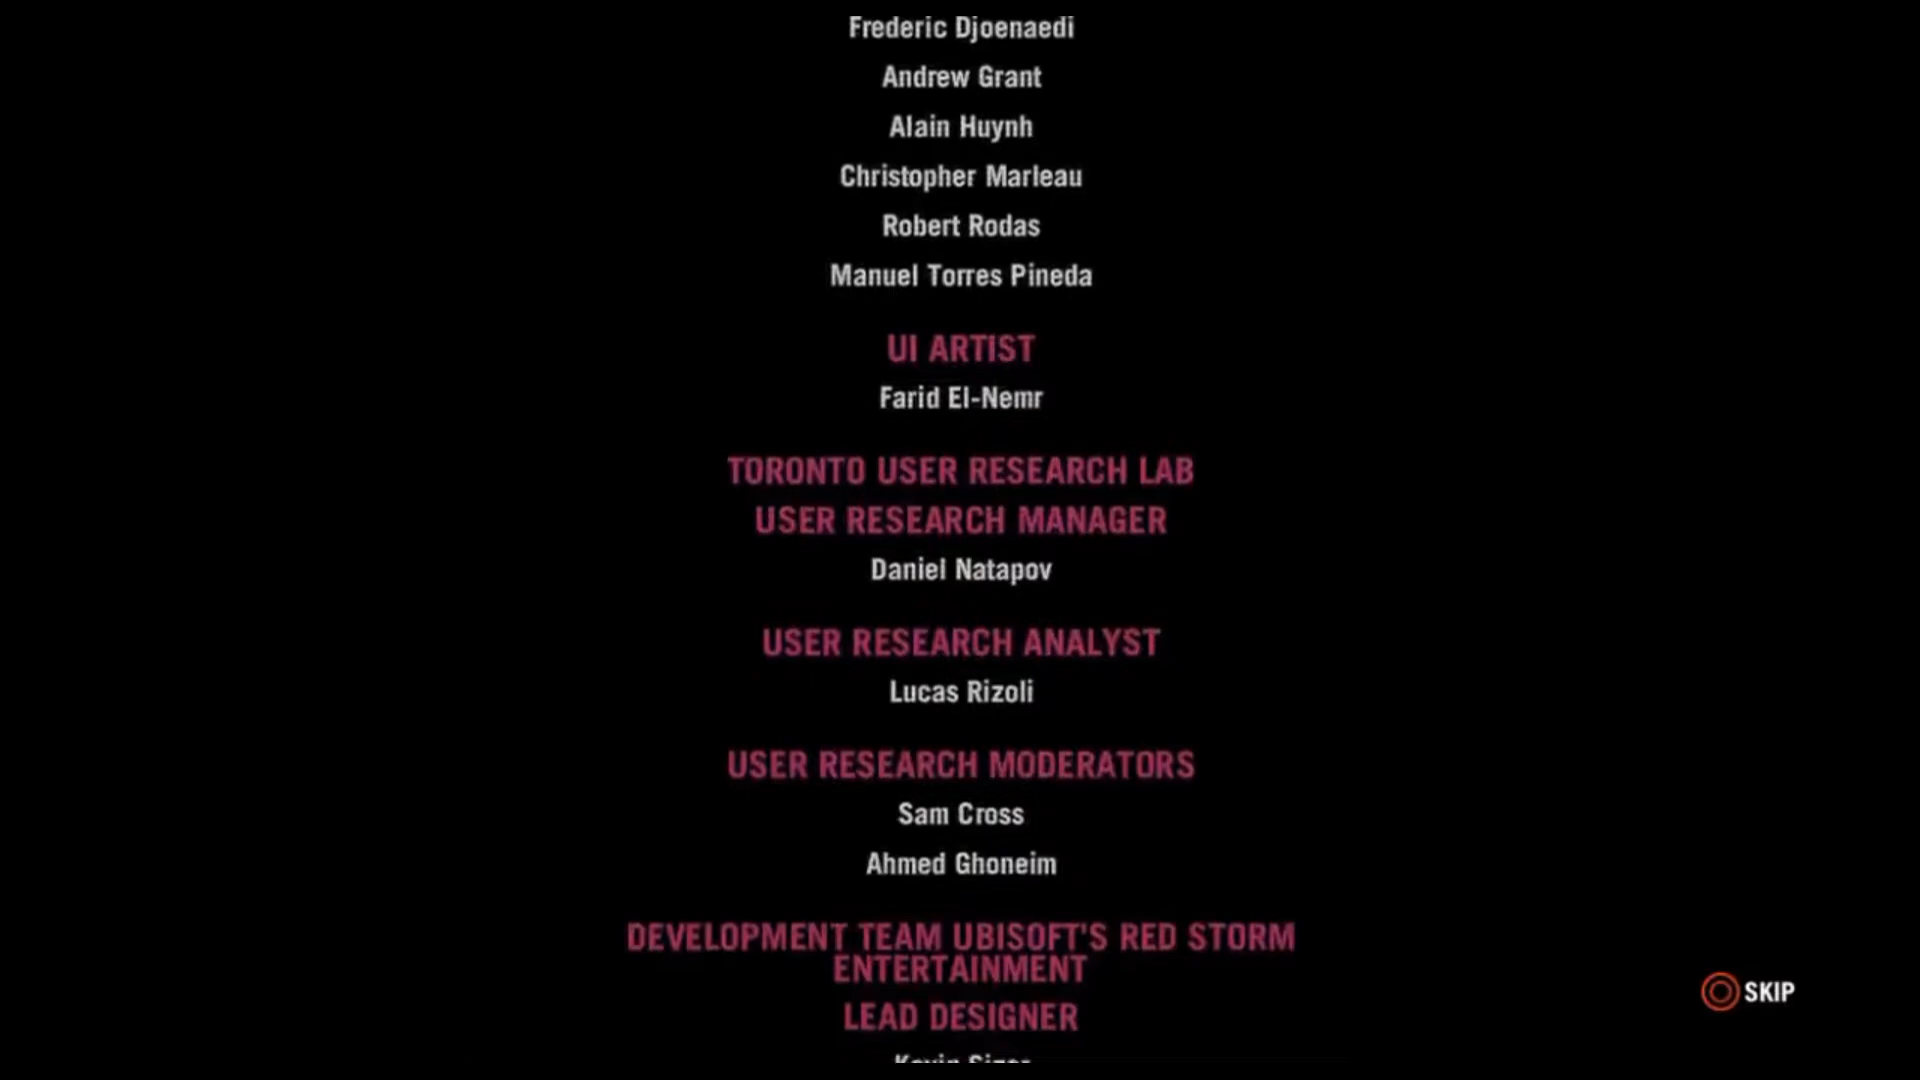 Frederic Djoenaedi
Andrew Grant
Alain Huynh
Christopher Marleau
Robert Rodas
Manuel Torres Pineda
UI ARTIST
Farid El-Nemr
TORONTO USER RESEARCH LAB
USER RESEARCH MANAGER
Daniel Natapov
USER RESEARCH ANALYST
Lucas Rizoli
USER RESEARCH MODERATORS
Sam Cross
Ahmed Ghoneim
DEVELOPMENT TEAM UBISOFT'S RED STORM
ENTERTAINMENT
SKIP
LEAD DESIGNER